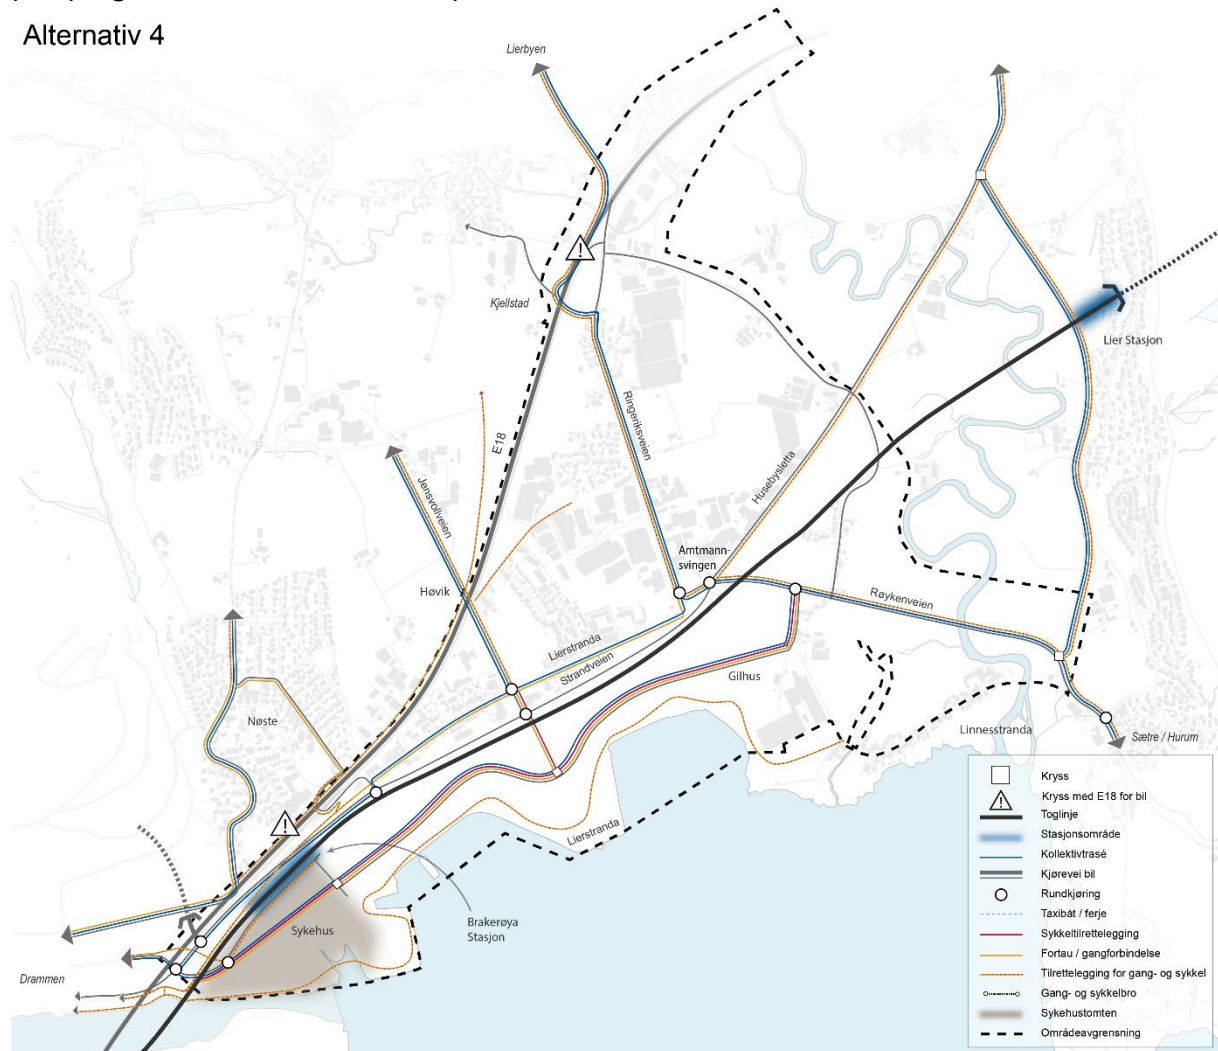 Alternativ 4
Lierbyen
Kjellstad
Lier Stasjon
E18
Ringeriksveien
Husebysletta
Jensvollveien
Amtmann-
svingen
Høvik
Røykenveien
Lierstranda
Strandveien
Gilhus
Nøste
Linnesstranda
Sætre / Hurum
Lierstranda
Brakerøya
Stasjon
Sykehus
Drammen
Kryss
Kryss med E18 for bil
Toglinje
Stasjonsområde
Kollektivtrasé
Kjørevei bil
Rundkjøring
Taxibåt / ferje
Sykkeltilrettelegging
Fortau / gangforbindelse
Tilrettelegging for gang- og sykkel
Gang- og sykkelbro
Sykehustomten
Områdeavgrensning